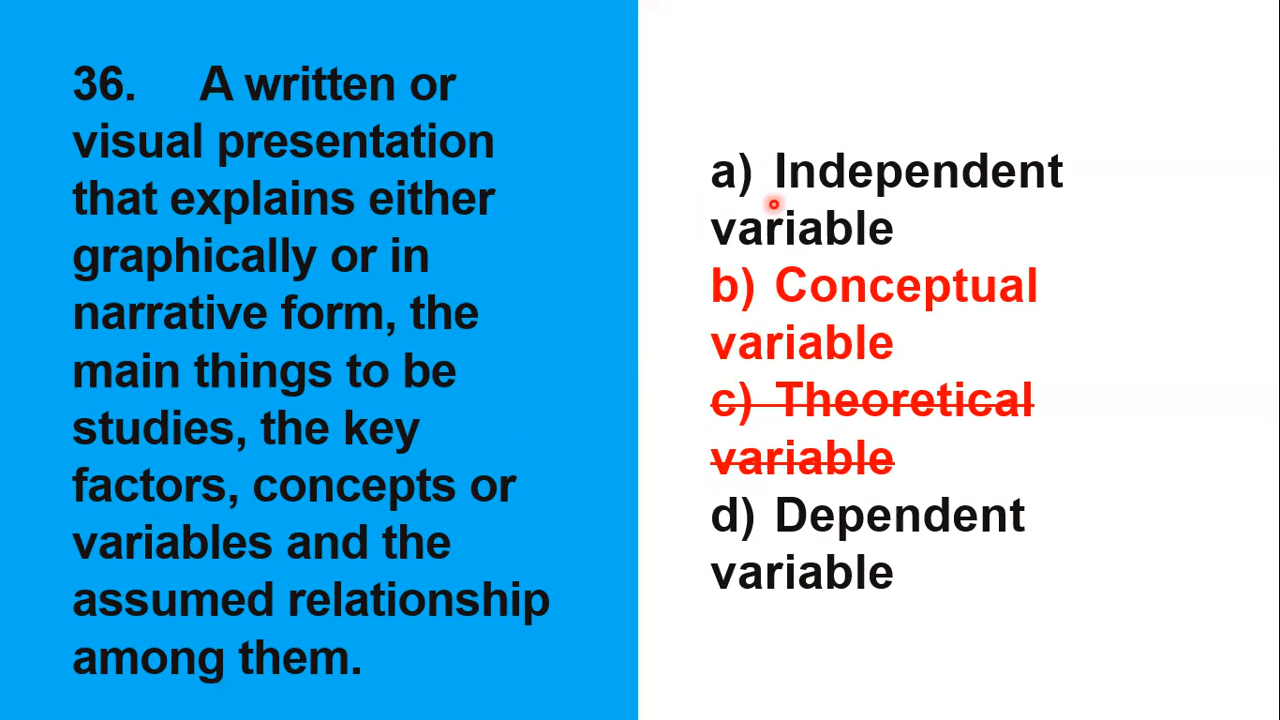 36. A written or
visual presentation
that explains either
graphically or in
narrative form, the
main things to be
studies, the key
factors, concepts or
variables and the
assumed relationship
among them.
a) Independent
variable
b) Conceptual
variable
c) Theoretical
variable
d) Dependent
variable